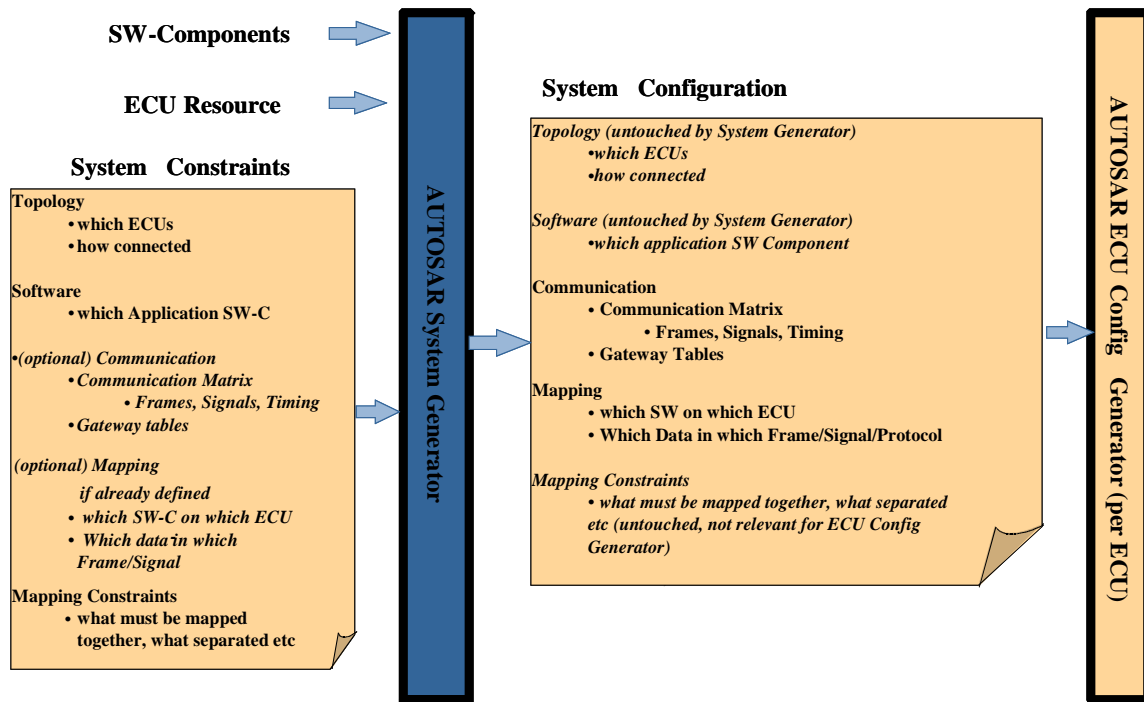 SW-Components
ECU Resource
System Constraints
Topology
• which ECUs
• how connected
Software
• which Application SW-C
•(optional) Communication
• Communication Matrix
• Frames, Signals, Timing
• Gateway tables
(optional) Mapping
if already defined
• which SW-C on which ECU
• Which data in which
Frame/Signal
Mapping Constraints
• what must be mapped
together, what separated etc
AUTOSAR System Generator
System Configuration
Topology (untouched by System Generator)
•which ECUs
•how connected
Software (untouched by System Generator)
•which application SW Component
Communication
• Communication Matrix
• Frames, Signals, Timing
• Gateway Tables
Mapping
• which SW on which ECU
• Which Data in which Frame/Signal/Protocol
Mapping Constraints
• what must be mapped together, what separated
etc (untouched, not relevant for ECU Config
Generator)
AUTOSAR ECU Config Generator (per ECU)